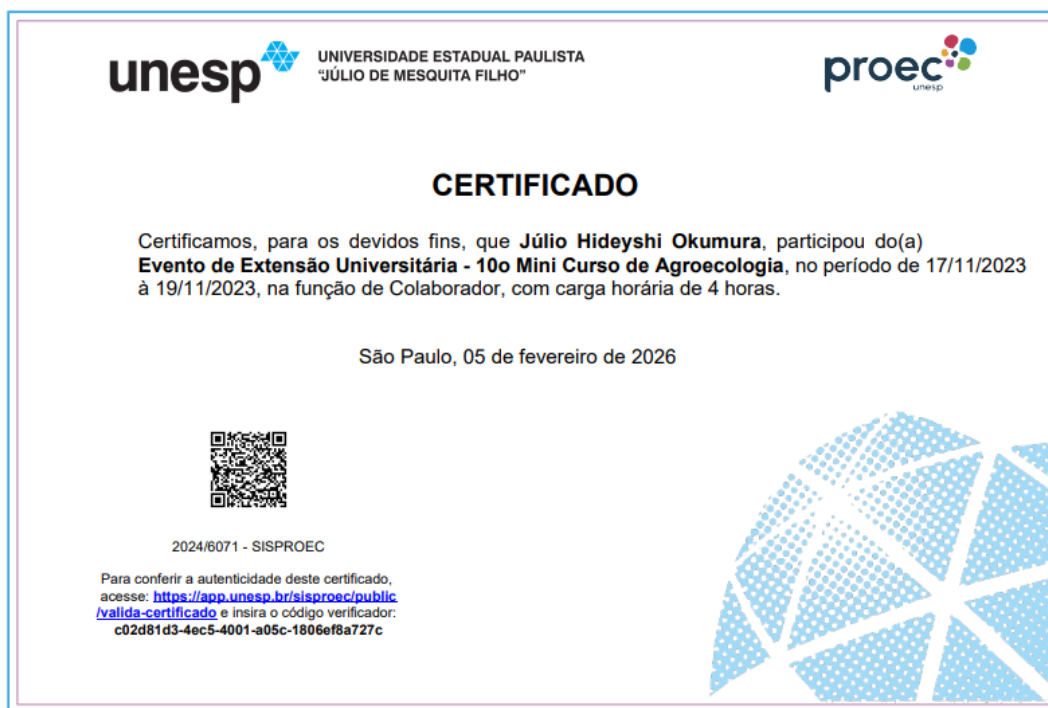 unesp
UNIVERSIDADE ESTADUAL PAULISTA
"JÚLIO DE MESQUITA FILHO"
proec
unesp
CERTIFICADO
Certificamos, para os devidos fins, que Júlio Hideyshi Okumura, participou do(a)
Evento de Extensão Universitária - 10o Mini Curso de Agroecologia, no período de 17/11/2023
à 19/11/2023, na função de Colaborador, com carga horária de 4 horas.
São Paulo, 05 de fevereiro de 2026
2024/6071 - SISPROEC
Para conferir a autenticidade deste certificado,
acesse: https://app.unesp.br/sisproec/public
/valida-certificado e insira o código verificador:
c02d81d3-4ec5-4001-a05c-1806ef8a727c